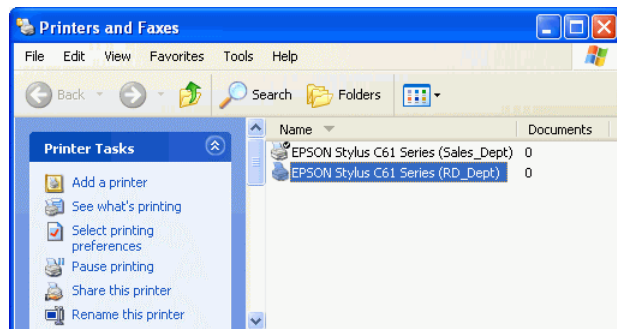 Printers and Faxes
File Edit View Favorites Tools Help
Back Search Folders
Printer Tasks
Add a printer
See what's printing
Select printing
preferences
Pause printing
Share this printer
Rename this printer
Name Documents
EPSON Stylus C61 Series (Sales_Dept) 0
EPSON Stylus C61 Series (RD_Dept) 0